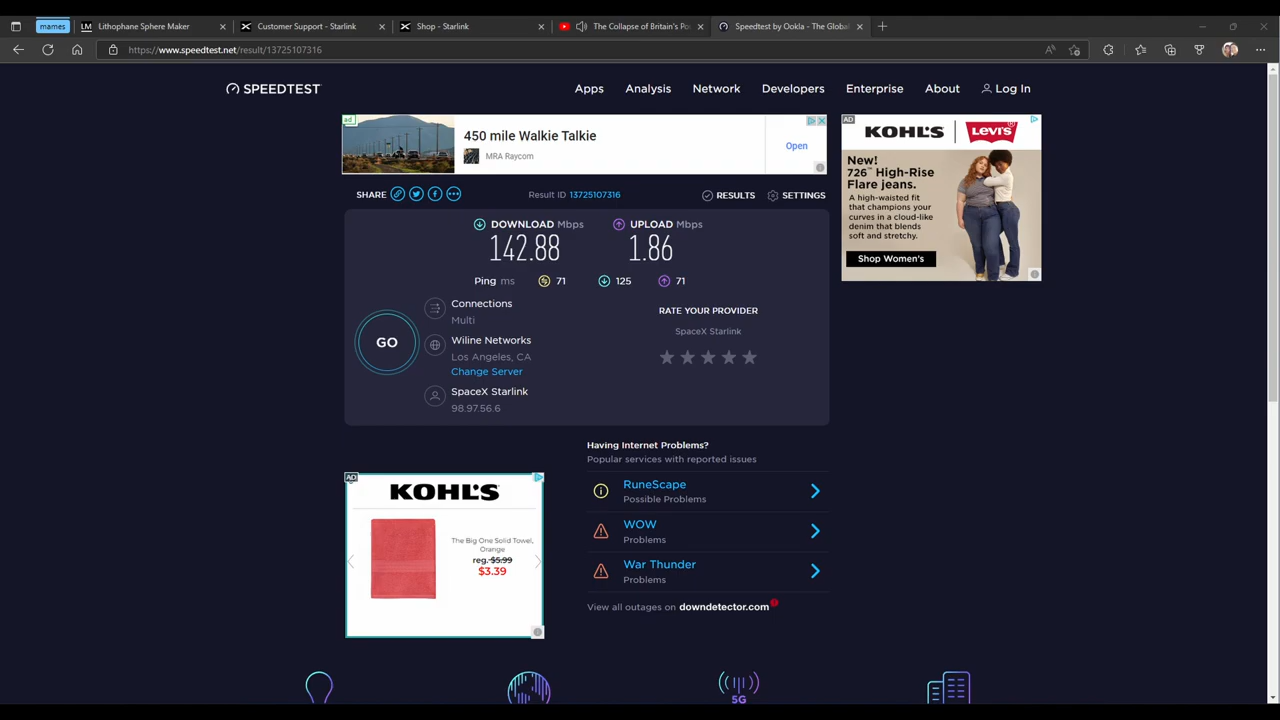 mames
Lithophane Sphere Maker
Customer Support - Starlink
Shop - Starlink
The Collapse of Britain's Po
Speedtest by Ookla - The Global
https://www.speedtest.net/result/13725107316
SPEEDTEST
Apps
Analysis
Network
Developers
Enterprise
About
Log In
ad
450 mile Walkie Talkie
MRA Raycom
Open
AD
KOHL'S
LEVI'S
New!
726™ High-Rise
Flare jeans.
A high-waisted fit
that champions your
curves in a cloud-like
denim that blends
soft and stretchy.
Shop Women's
SHARE
Result ID 13725107316
RESULTS
SETTINGS
DOWNLOAD Mbps
142.88
UPLOAD Mbps
1.86
Ping ms
71
125
71
GO
Connections
Multi
Wiline Networks
Los Angeles, CA
Change Server
SpaceX Starlink
98.97.56.6
RATE YOUR PROVIDER
SpaceX Starlink
AD
KOHL'S
The Big One Solid Towel,
Orange
reg. $5.99
$3.39
Having Internet Problems?
Popular services with reported issues
RuneScape
Possible Problems
WOW
Problems
War Thunder
Problems
View all outages on downdetector.com
5G